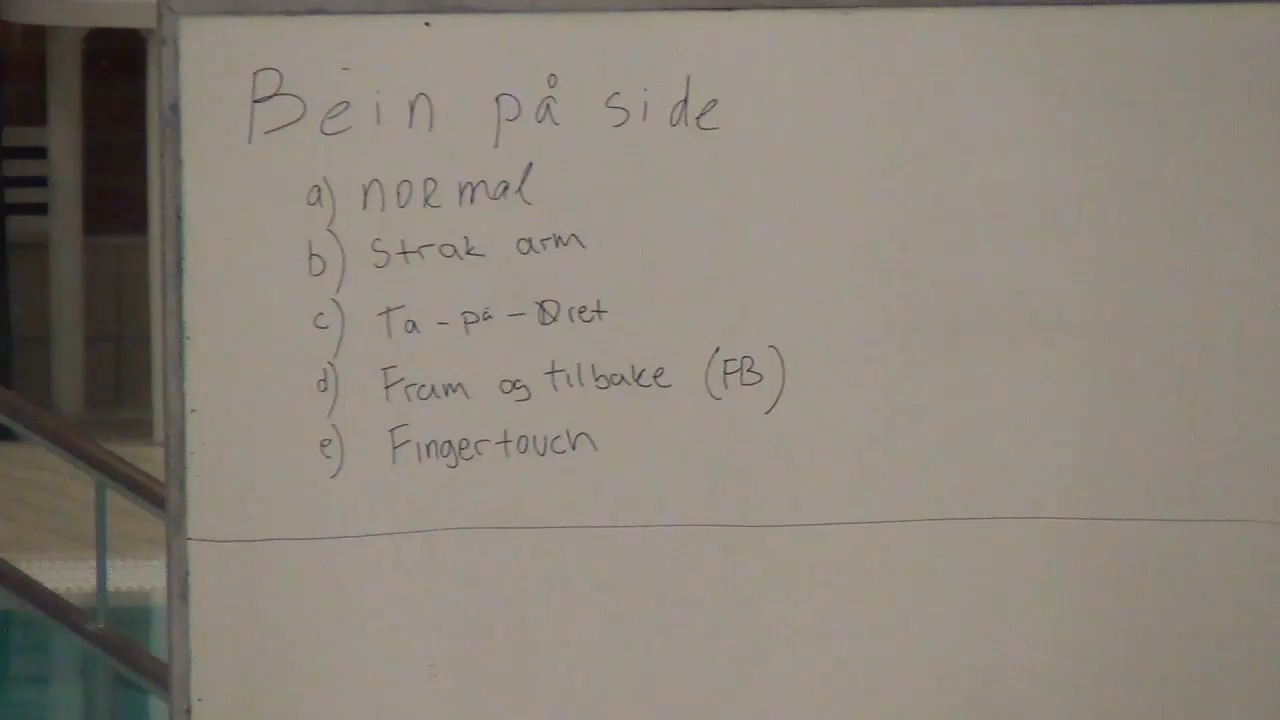 Bein på side
a) normal
b) Strak arm
c) Ta-på-Øret
d) Fram og tilbake (FB)
e) Fingertouch